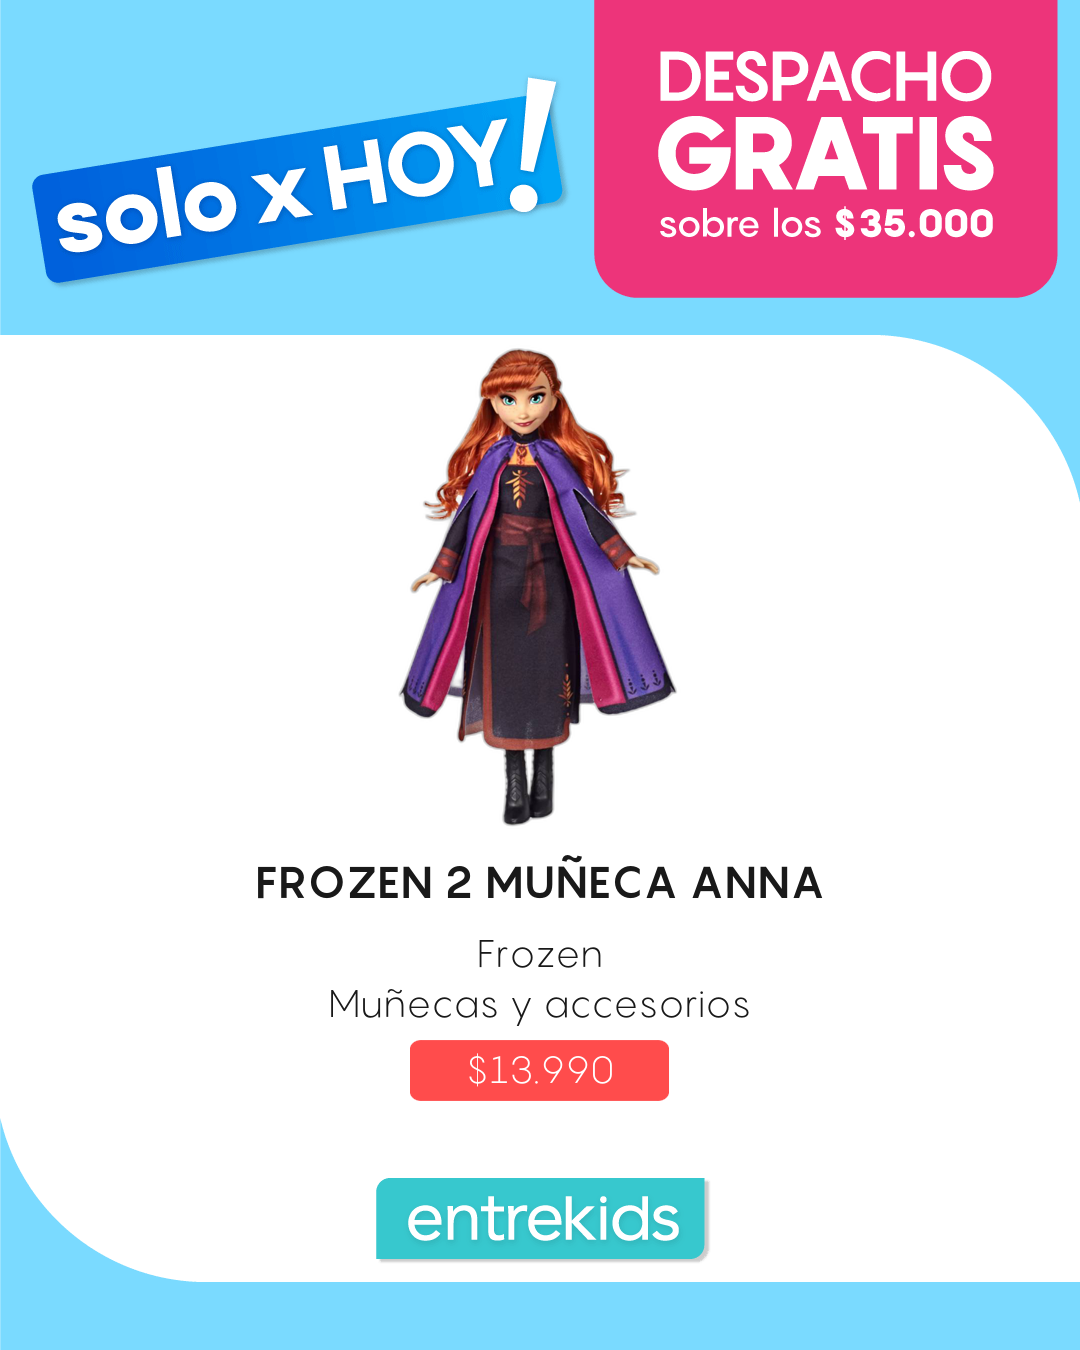 solo x HOY!
DESPACHO
GRATIS
sobre los $35.000
FROZEN 2 MUÑECA ANNA
Frozen
Muñecas y accesorios
$13.990
entrekids